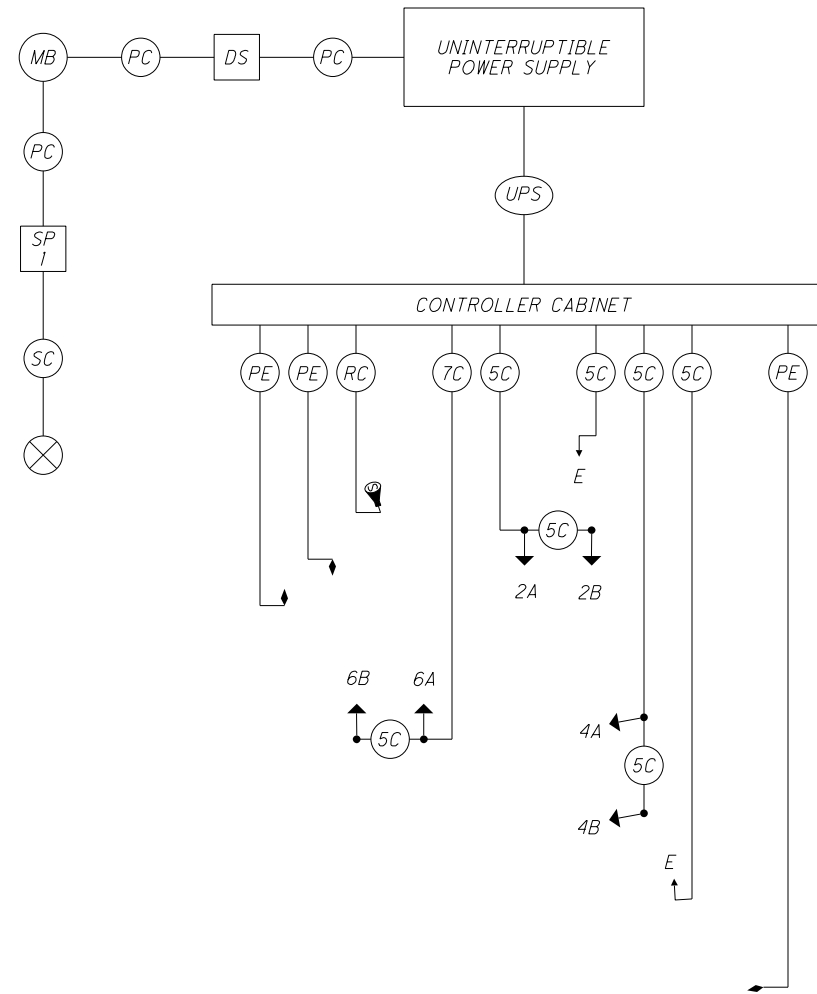 MB
PC
DS
PC
UNINTERRUPTIBLE
POWER SUPPLY
PC
UPS
SP
1
CONTROLLER CABINET
SC
PE
PE
RC
7C
5C
5C
5C
5C
PE
E
S
5C
2A
2B
6B
6A
4A
5C
5C
4B
E